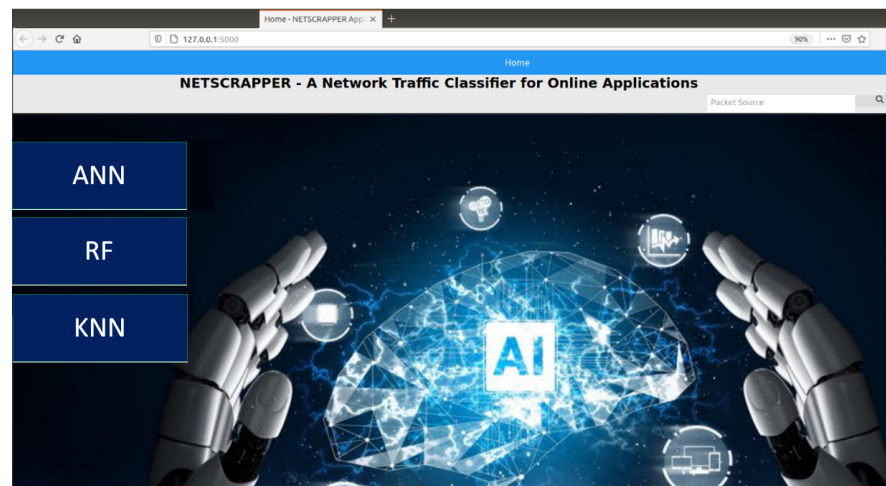 Home - NETSCRAPPER App
127.0.0.1:5000
90%
Home
NETSCRAPPER - A Network Traffic Classifier for Online Applications
Packet Source
ANN
RF
KNN
AI